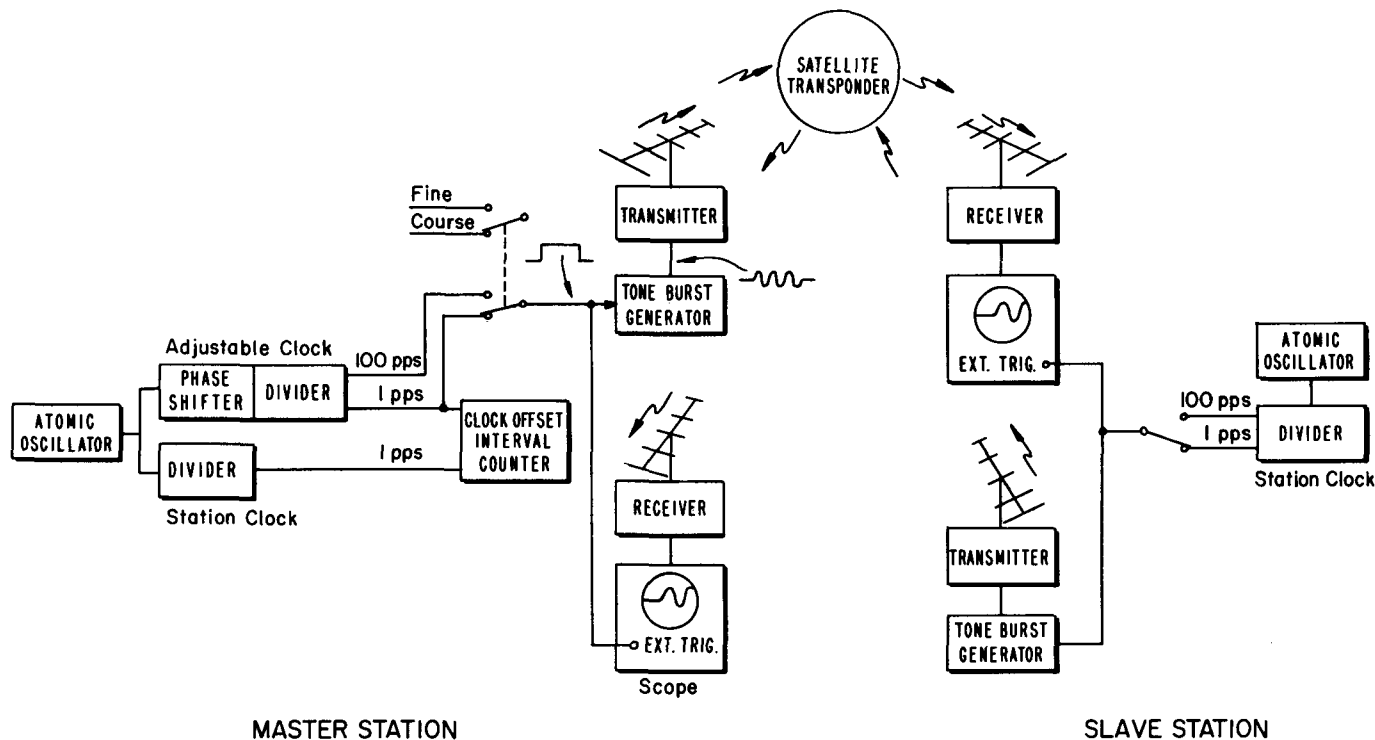 SATELLITE
TRANSPONDER
Fine
Course
TRANSMITTER
TONE BURST
GENERATOR
Adjustable Clock
PHASE
SHIFTER
DIVIDER
100 pps
1 pps
ATOMIC
OSCILLATOR
DIVIDER
1 pps
Station Clock
CLOCK OFFSET
INTERVAL
COUNTER
RECEIVER
EXT. TRIG.
Scope
MASTER STATION
RECEIVER
EXT. TRIG.
ATOMIC
OSCILLATOR
100 pps
1 pps
DIVIDER
Station Clock
TRANSMITTER
TONE BURST
GENERATOR
SLAVE STATION